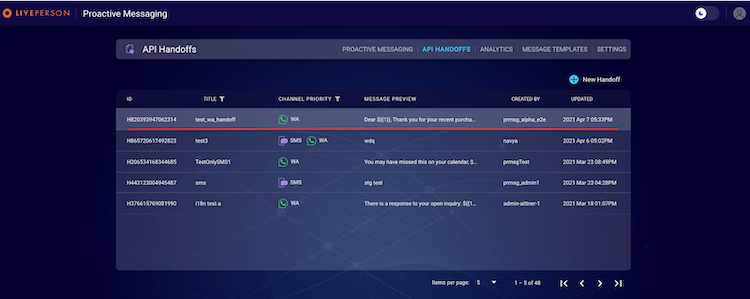 LIVEPERSON Proactive Messaging
API Handoffs PROACTIVE MESSAGING API HANDOFFS ANALYTICS MESSAGE TEMPLATES SETTINGS
New Handoff
ID TITLE CHANNEL PRIORITY MESSAGE PREVIEW CREATED BY UPDATED
H820393947062314 test_wa_handoff WA Dear ${{1}}, Thank you for your recent purcha... prmsg_alpha_e2e 2021 Apr 7 05:33PM
H865720617492823 test3 SMS WA wdq navya 2021 Apr 6 05:02PM
H206534168344685 TestOnlySMS1 WA You may have missed this on your calendar, $... prmsgTest 2021 Mar 23 08:49PM
H443123004945487 sms SMS stg test prmsg_admin1 2021 Mar 23 04:28PM
H376615769081990 i18n test a WA There is a response to your open inquiry: ${{1... admin-alttner-1 2021 Mar 18 01:07PM
Items per page: 5 1 – 5 of 48